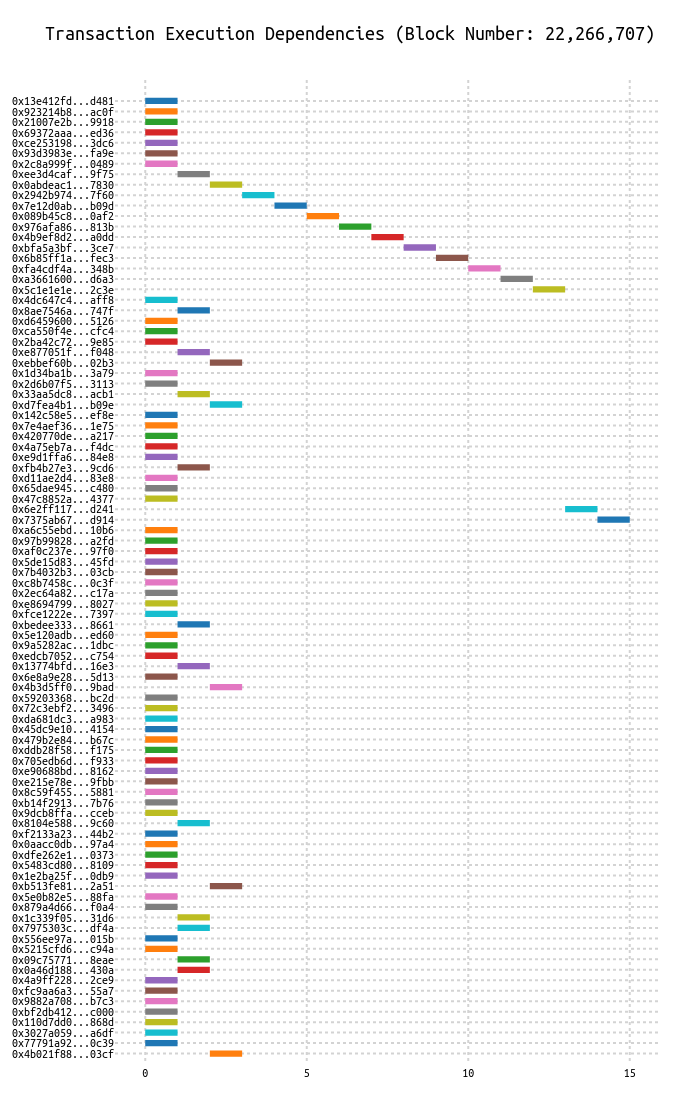 Transaction Execution Dependencies (Block Number: 22,266,707)
0x13e412fd...d481
0x923214b8...ac0f
0x21007e2b...9918
0x69372aaa...ed36
0xce253198...3dc6
0x93d3983e...fa9e
0x2c8a999f...0489
0xee3d4caf...9f75
0x0abdeac1...7830
0x2942b974...7f60
0x7e12d0ab...b09d
0x089b45c8...0af2
0x976afa86...813b
0x4b9ef8d2...a0dd
0xbfa5a3bf...3ce7
0x6b85ff1a...fec3
0xfa4cdf4a...348b
0xa3661600...d6a3
0x5c1e1e1e...2c3e
0x4dc647c4...aff8
0x8ae7546a...747f
0xd6459600...5126
0xca550f4e...cfc4
0x2ba42c72...9e85
0xe877051f...f048
0xebbef60b...02b3
0x1d34ba1b...3a79
0x2d6b07f5...3113
0x33aa5dc8...acb1
0xd7fea4b1...b09e
0x142c58e5...ef8e
0x7e4aef36...1e75
0x420770de...a217
0x4a75eb7a...f4dc
0xe9d1ffa6...84e8
0xfb4b27e3...9cd6
0xd11ae2d4...83e8
0x65dae945...c480
0x47c8852a...4377
0x6e2ff117...d241
0x7375ab67...d914
0xa6c55ebd...10b6
0x97b99828...a2fd
0xaf0c237e...97f0
0x5de15d83...45fd
0x7b4032b3...03cb
0xc8b7458c...0c3f
0x2ec64a82...c17a
0xe8694799...8027
0xfce1222e...7397
0xbedee333...8661
0x5e120adb...ed60
0x9a5282ac...1dbc
0xedcb7052...c754
0x13774bfd...16e3
0x6e8a9e28...5d13
0x4b3d5ff0...9bad
0x59203368...bc2d
0x72c3ebf2...3496
0xda681dc3...a983
0x45dc9e10...4154
0x479b2e84...b67c
0xddb28f58...f175
0x705edb6d...f933
0xe90688bd...8162
0xe215e78e...9fbb
0x8c59f455...5881
0xb14f2913...7b76
0x9dcb8ffa...cceb
0x8104e588...9c60
0xf2133a23...44b2
0x0aacc0db...97a4
0xdfe262e1...0373
0x5483cd80...8109
0x1e2ba25f...0db9
0xb513fe81...2a51
0x5e0b82e5...88fa
0x879a4d66...f0a4
0x1c339f05...31d6
0x7975303c...df4a
0x556ee97a...015b
0x5215cfd6...c94a
0x09c75771...8eae
0x0a46d188...430a
0x4a9ff228...2ce9
0xfc9aa6a3...55a7
0x9882a708...b7c3
0xbf2db412...c000
0x110d7dd0...868d
0x3027a059...a6df
0x77791a92...0c39
0x4b021f88...03cf
0 5 10 15